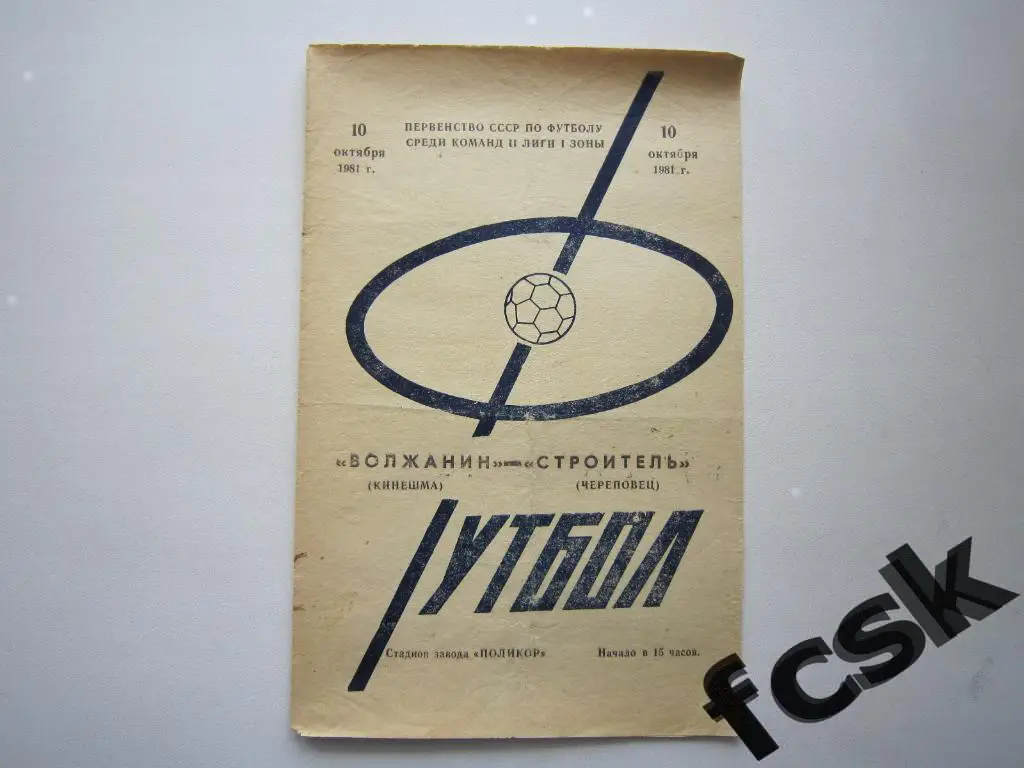 10
октября
1981 г.
ПЕРВЕНСТВО СССР ПО ФУТБОЛУ
СРЕДИ КОМАНД II ЛИГИ I ЗОНЫ
10
октября
1981 г.
«ВОЛЖАНИН»—«СТРОИТЕЛЬ»
(КИНЕШМА) (ЧЕРЕПОВЕЦ)
ФУТБОЛ
Стадион завода «ПОЛИКОР» Начало в 15 часов.
fcsk